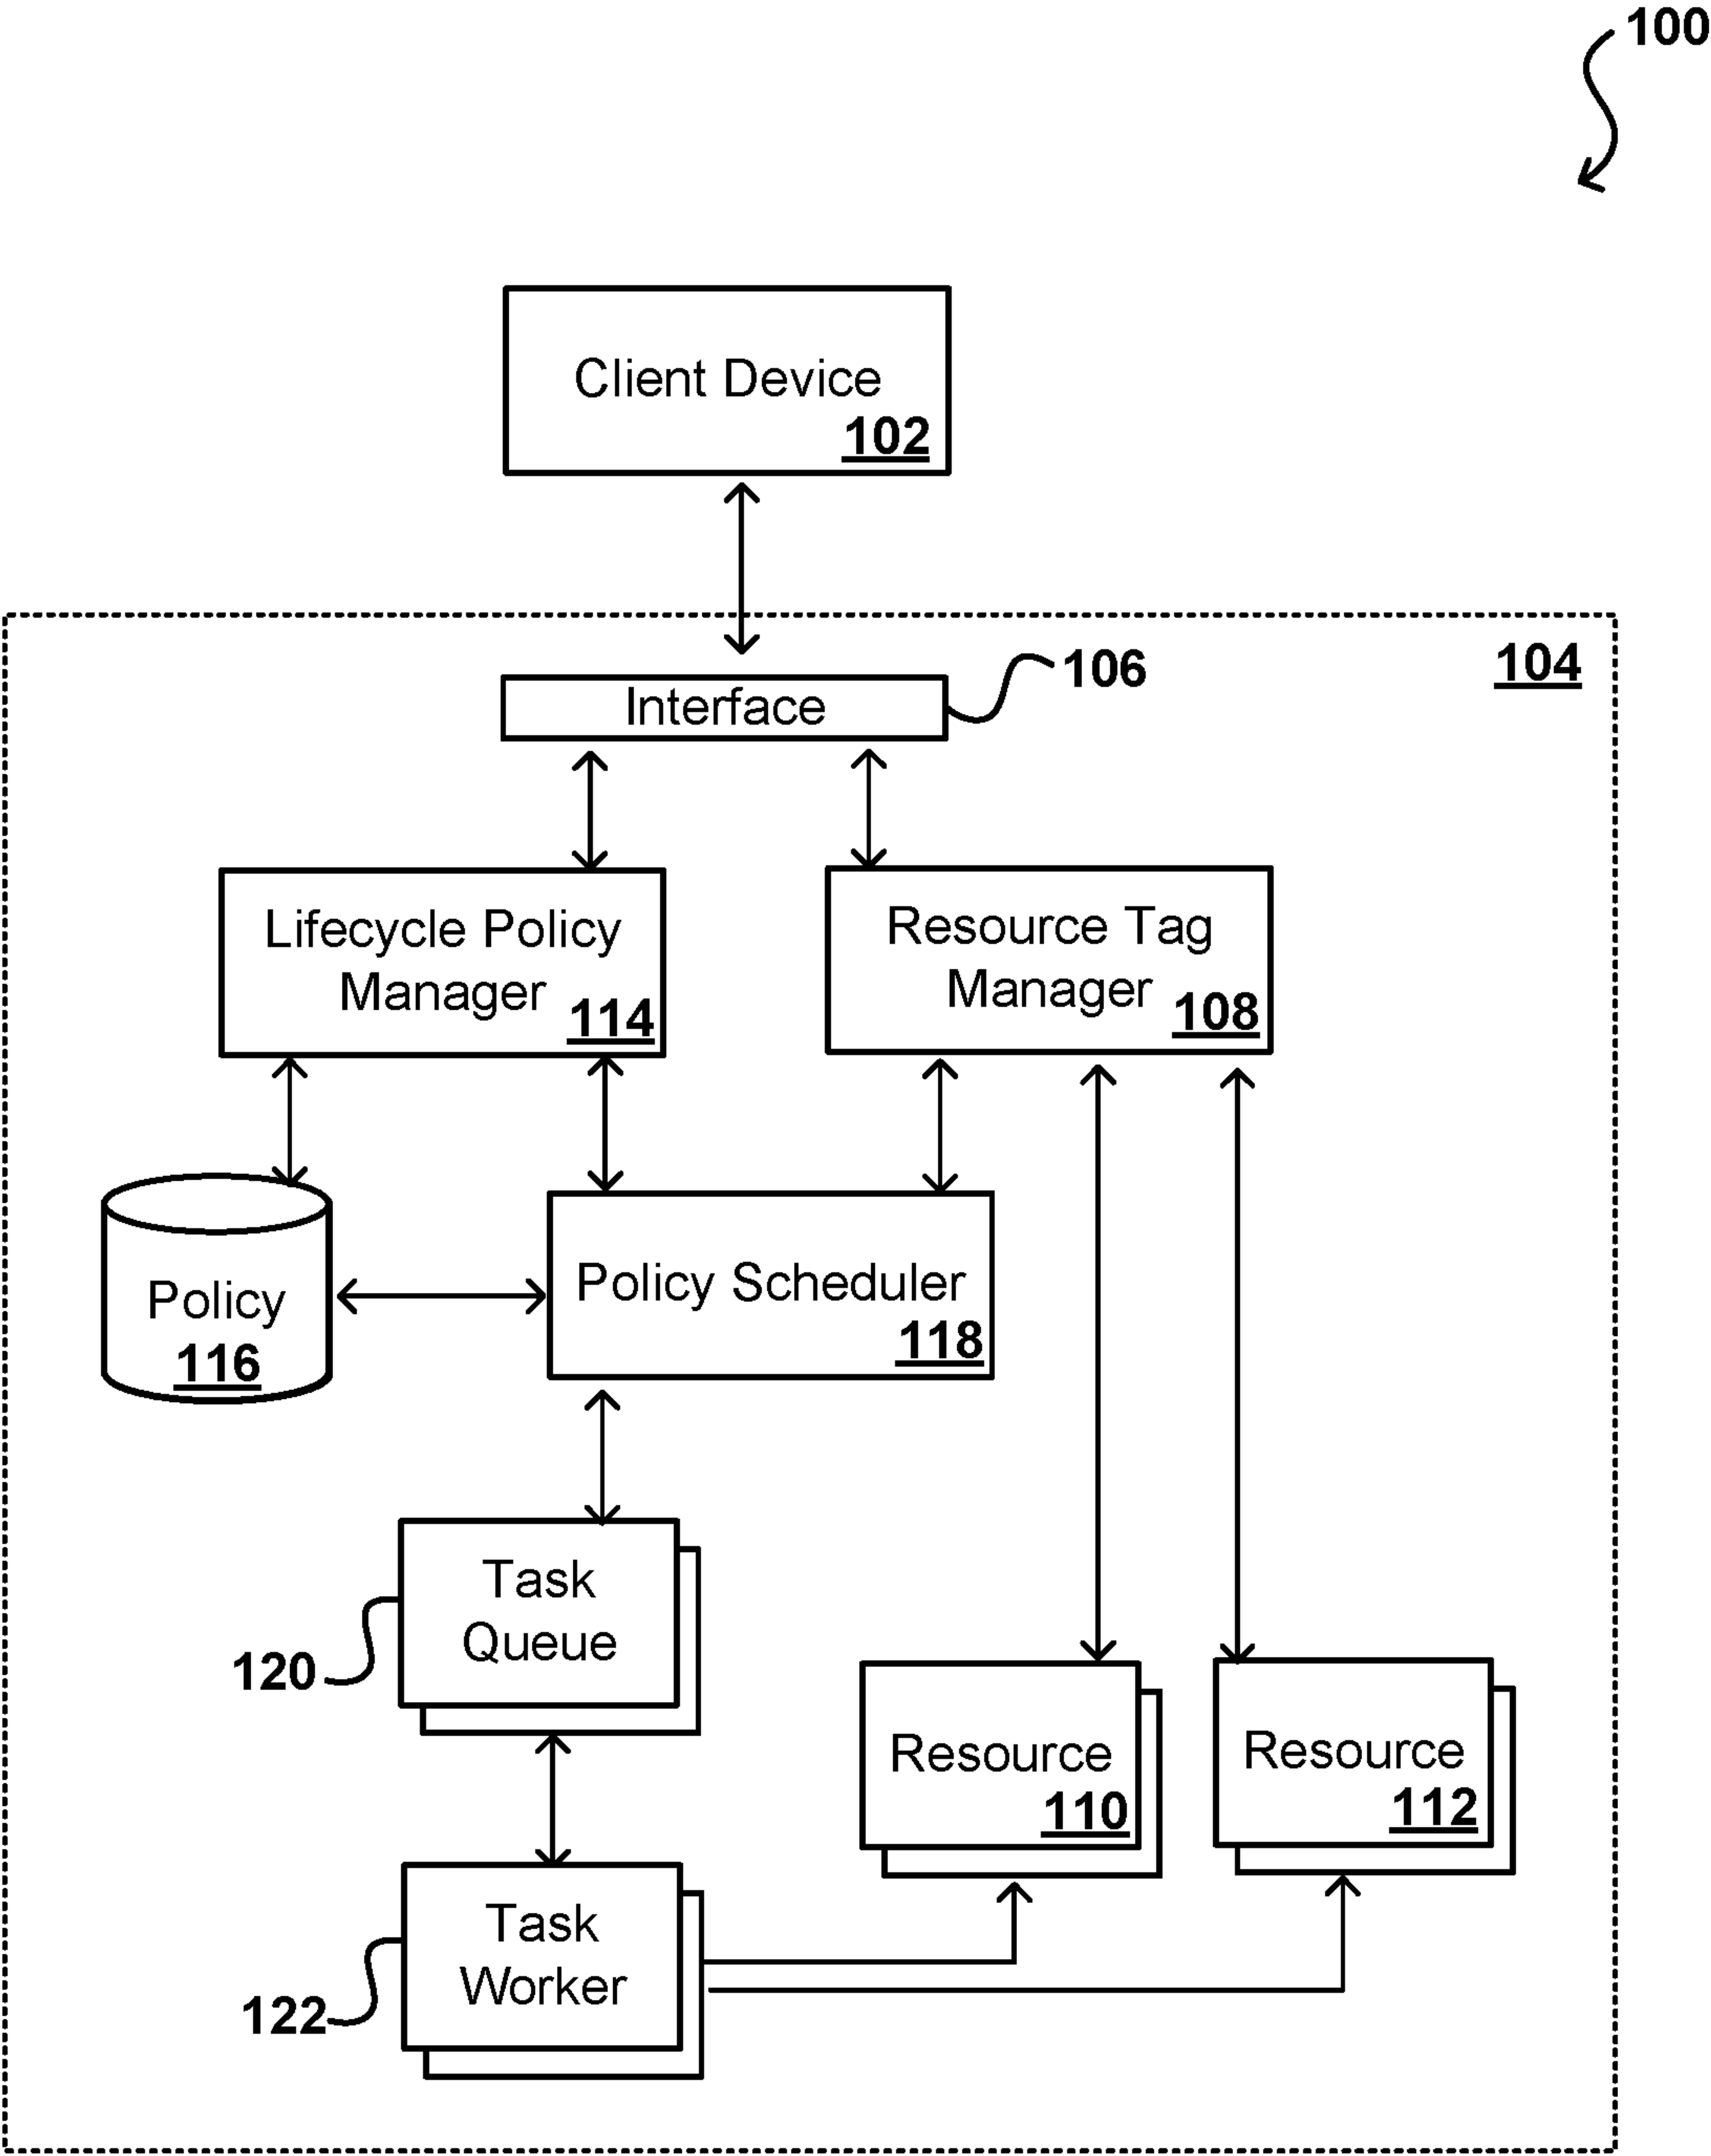 100
Client Device
102
104
106
Interface
Lifecycle Policy
Manager
114
Resource Tag
Manager
108
Policy
116
Policy Scheduler
118
Task
Queue
120
Resource
110
Resource
112
Task
Worker
122